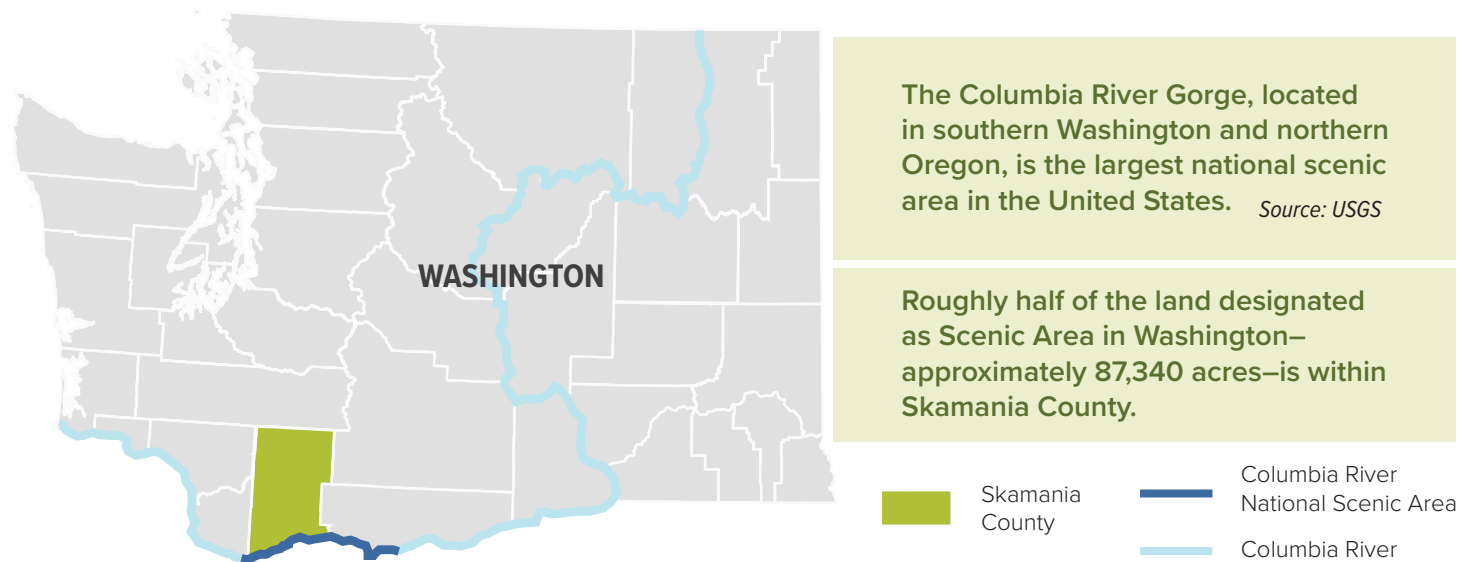 WASHINGTON
The Columbia River Gorge, located
in southern Washington and northern
Oregon, is the largest national scenic
area in the United States. Source: USGS
Roughly half of the land designated
as Scenic Area in Washington–
approximately 87,340 acres–is within
Skamania County.
Skamania
County
Columbia River
National Scenic Area
Columbia River